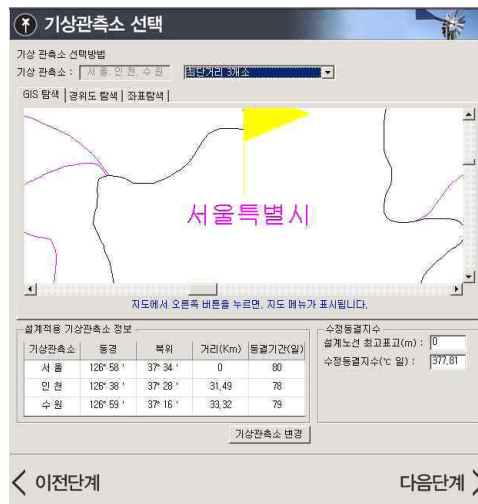 기상관측소 선택
기상 관측소 선택방법
기상 관측소 : 서울,인천,수원 최단거리 3개소
GIS 탐색 경위도 탐색 좌표탐색
서울특별시
지도에서 오른쪽 버튼을 누르면, 지도 메뉴가 표시됩니다.
설계적용 기상관측소 정보
기상관측소 동경 북위 거리(Km) 동결기간(일)
서 울 126° 58 ' 37° 34 ' 0 80
인 천 126° 38 ' 37° 28 ' 31,49 78
수 원 126° 59 ' 37° 16 ' 33,32 79
수정동결지수
설계노선 최고표고(m) : 0
수정동결지수(℃ 일) : 377,81
기상관측소 변경
이전단계
다음단계